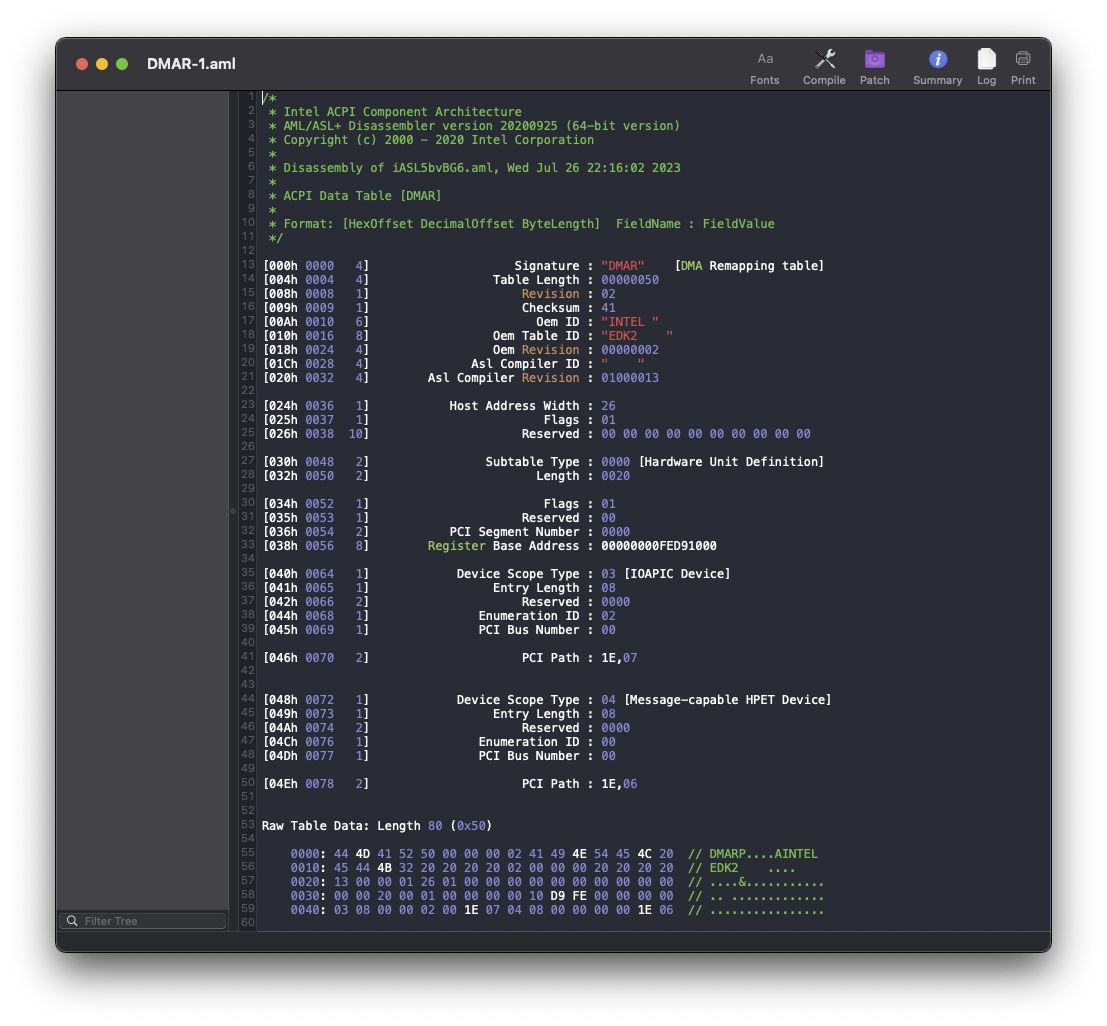 DMAR-1.aml
Aa
Fonts
Compile
Patch
Summary
Log
Print
1 /*
2  * Intel ACPI Component Architecture
3  * AML/ASL+ Disassembler version 20200925 (64-bit version)
4  * Copyright (c) 2000 - 2020 Intel Corporation
5  *
6  * Disassembly of iASL5bvBG6.aml, Wed Jul 26 22:16:02 2023
7  *
8  * ACPI Data Table [DMAR]
9  *
10  * Format: [HexOffset DecimalOffset ByteLength]  FieldName : FieldValue
11  */
12
13 [000h 0000   4]                    Signature : "DMAR"    [DMA Remapping table]
14 [004h 0004   4]                 Table Length : 00000050
15 [008h 0008   1]                     Revision : 02
16 [009h 0009   1]                     Checksum : 41
17 [00Ah 0010   6]                       Oem ID : "INTEL "
18 [010h 0016   8]                 Oem Table ID : "EDK2    "
19 [018h 0024   4]                 Oem Revision : 00000002
20 [01Ch 0028   4]              Asl Compiler ID : "    "
21 [020h 0032   4]        Asl Compiler Revision : 01000013
22
23 [024h 0036   1]           Host Address Width : 26
24 [025h 0037   1]                        Flags : 01
25 [026h 0038  10]                     Reserved : 00 00 00 00 00 00 00 00 00 00
26
27 [030h 0048   2]                Subtable Type : 0000 [Hardware Unit Definition]
28 [032h 0050   2]                       Length : 0020
29
30 [034h 0052   1]                        Flags : 01
31 [035h 0053   1]                     Reserved : 00
32 [036h 0054   2]           PCI Segment Number : 0000
33 [038h 0056   8]        Register Base Address : 00000000FED91000
34
35 [040h 0064   1]            Device Scope Type : 03 [IOAPIC Device]
36 [041h 0065   1]                 Entry Length : 08
37 [042h 0066   2]                     Reserved : 0000
38 [044h 0068   1]               Enumeration ID : 02
39 [045h 0069   1]               PCI Bus Number : 00
40
41 [046h 0070   2]                     PCI Path : 1E,07
42
43
44 [048h 0072   1]            Device Scope Type : 04 [Message-capable HPET Device]
45 [049h 0073   1]                 Entry Length : 08
46 [04Ah 0074   2]                     Reserved : 0000
47 [04Ch 0076   1]               Enumeration ID : 00
48 [04Dh 0077   1]               PCI Bus Number : 00
49
50 [04Eh 0078   2]                     PCI Path : 1E,06
51
52
53 Raw Table Data: Length 80 (0x50)
54
55     0000: 44 4D 41 52 50 00 00 00 02 41 49 4E 54 45 4C 20  // DMARP....AINTEL
56     0010: 45 44 4B 32 20 20 20 20 02 00 00 00 20 20 20 20  // EDK2    ....
57     0020: 13 00 00 01 26 01 00 00 00 00 00 00 00 00 00 00  // ....&...........
58     0030: 00 00 20 00 01 00 00 00 00 10 D9 FE 00 00 00 00  // .. .............
59     0040: 03 08 00 00 02 00 1E 07 04 08 00 00 00 00 1E 06  // ................
60
Filter Tree